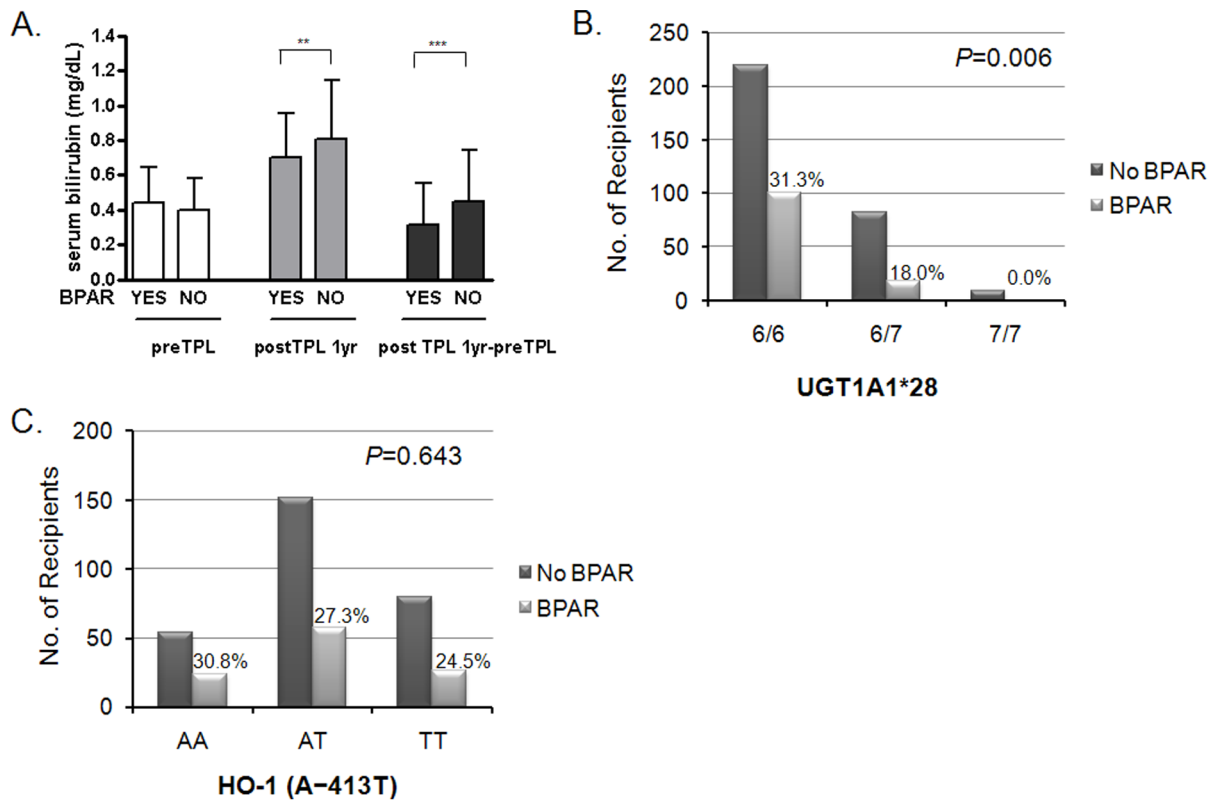 A.
serum bilirubin (mg/dL)
1.4
1.2
1.0
0.8
0.6
0.4
0.2
0.0
**
***
BPAR YES NO YES NO YES NO
preTPL postTPL 1yr post TPL 1yr-preTPL
B.
No. of Recipients
250
200
150
100
50
0
P=0.006
31.3%
18.0%
0.0%
No BPAR
BPAR
6/6 6/7 7/7
UGT1A1*28
C.
No. of Recipients
200
150
100
50
0
P=0.643
30.8%
27.3%
24.5%
No BPAR
BPAR
AA AT TT
HO-1 (A−413T)